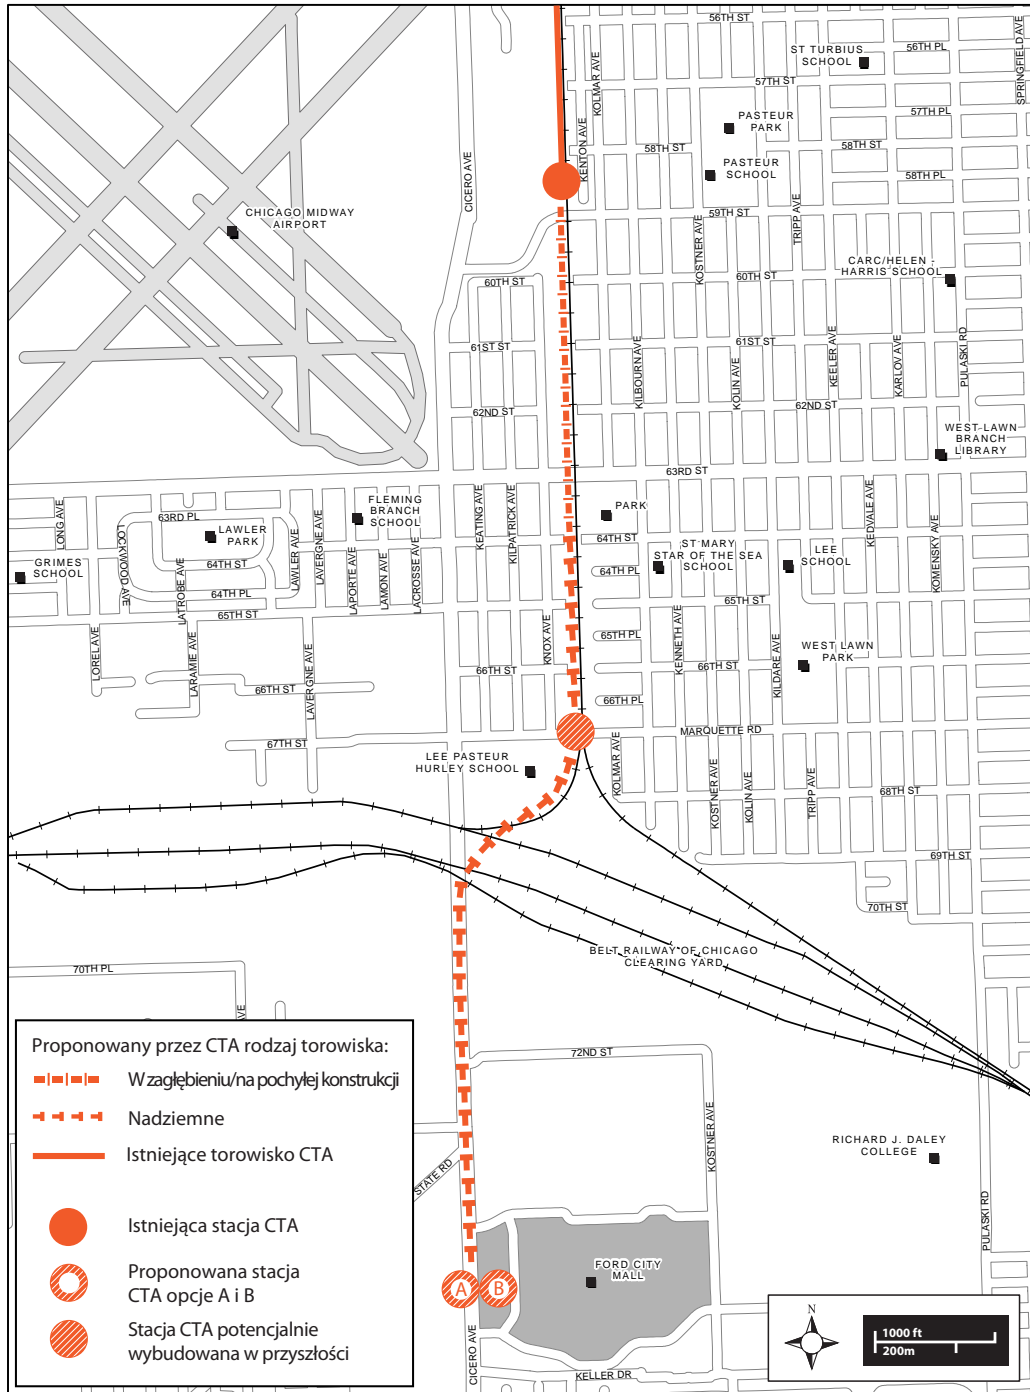 56TH ST
56TH PL
ST TURBIUS
SCHOOL
SPRINGFIELD AVE
KOLMAR AVE
57TH ST
57TH PL
PASTEUR
PARK
KENTON AVE
58TH ST
58TH ST
PASTEUR
SCHOOL
58TH PL
CICERO AVE
CHICAGO MIDWAY
AIRPORT
59TH ST
KOSTNER AVE
TRIPP AVE
CARC/HELEN -
HARRIS SCHOOL
60TH ST
60TH ST
61ST ST
61ST ST
KILBOURN AVE
KOLIN AVE
KEELER AVE
KARLOV AVE
PULASKI RD
62ND ST
62ND ST
WEST LAWN
BRANCH
LIBRARY
63RD ST
LONG AVE
63RD PL
LAWLER
PARK
FLEMING
BRANCH
SCHOOL
KEATING AVE
KILPATRICK AVE
PARK
KEDVALE AVE
LOCKWOOD AVE
LAWLER AVE
LAVERGNE AVE
64TH ST
ST MARY
STAR OF THE SEA
SCHOOL
LEE
SCHOOL
KOMENSKY AVE
GRIMES
SCHOOL
64TH ST
64TH PL
LATROBE AVE
LAPORTE AVE
LAMON AVE
LACROSSE AVE
64TH PL
65TH ST
65TH ST
65TH PL
LOREL AVE
LARAMIE AVE
LAVERGNE AVE
KNOX AVE
KENNETH AVE
KILDARE AVE
WEST LAWN
PARK
66TH ST
66TH ST
66TH ST
66TH PL
67TH ST
MARQUETTE RD
LEE PASTEUR
HURLEY SCHOOL
KOLMAR AVE
KOSTNER AVE
KOLIN AVE
TRIPP AVE
68TH ST
69TH ST
70TH ST
BELT RAILWAY OF CHICAGO
CLEARING YARD
70TH PL
AVE
72ND ST
KOSTNER AVE
RICHARD J. DALEY
COLLEGE
STATE RD
PULASKI RD
FORD CITY
MALL
A
B
CICERO AVE
KELLER DR
Proponowany przez CTA rodzaj torowiska:
W zagłębieniu/na pochyłej konstrukcji
Nadziemne
Istniejące torowisko CTA
Istniejąca stacja CTA
Proponowana stacja
CTA opcje A i B
Stacja CTA potencjalnie
wybudowana w przyszłości
N
1000 ft
200m